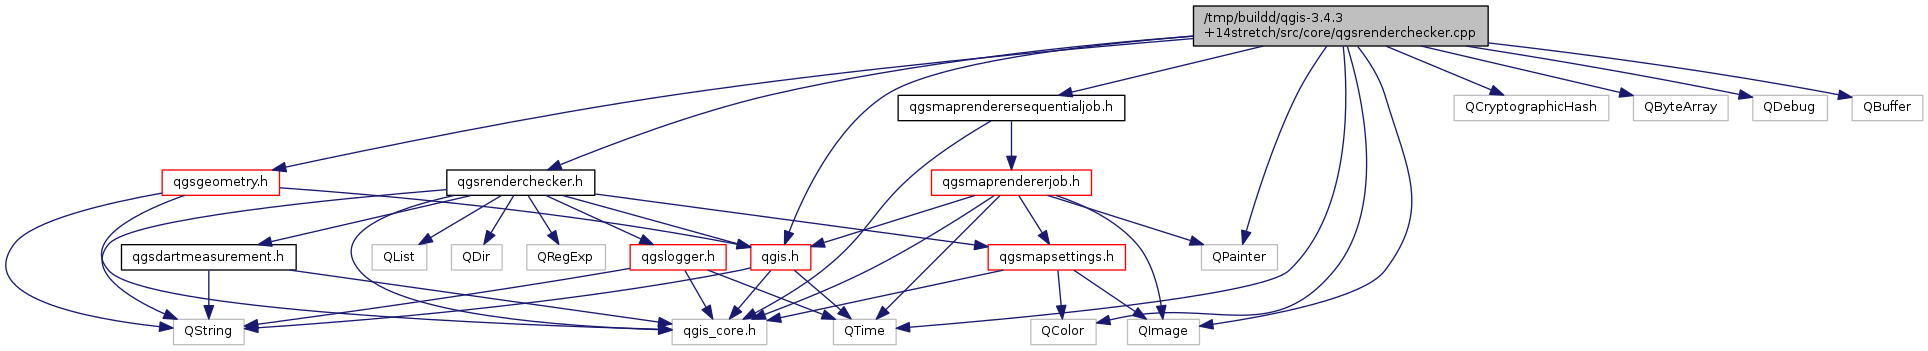 /tmp/buildd/qgis-3.4.3
+14stretch/src/core/qgsrenderchecker.cpp
qgsmaprenderersequentialjob.h
QCryptographicHash
QByteArray
QDebug
QBuffer
qgsgeometry.h
qgsrenderchecker.h
qgsmaprendererjob.h
qgsdartmeasurement.h
QList
QDir
QRegExp
qgslogger.h
qgis.h
qgsmapsettings.h
QPainter
QString
qgis_core.h
QTime
QColor
QImage